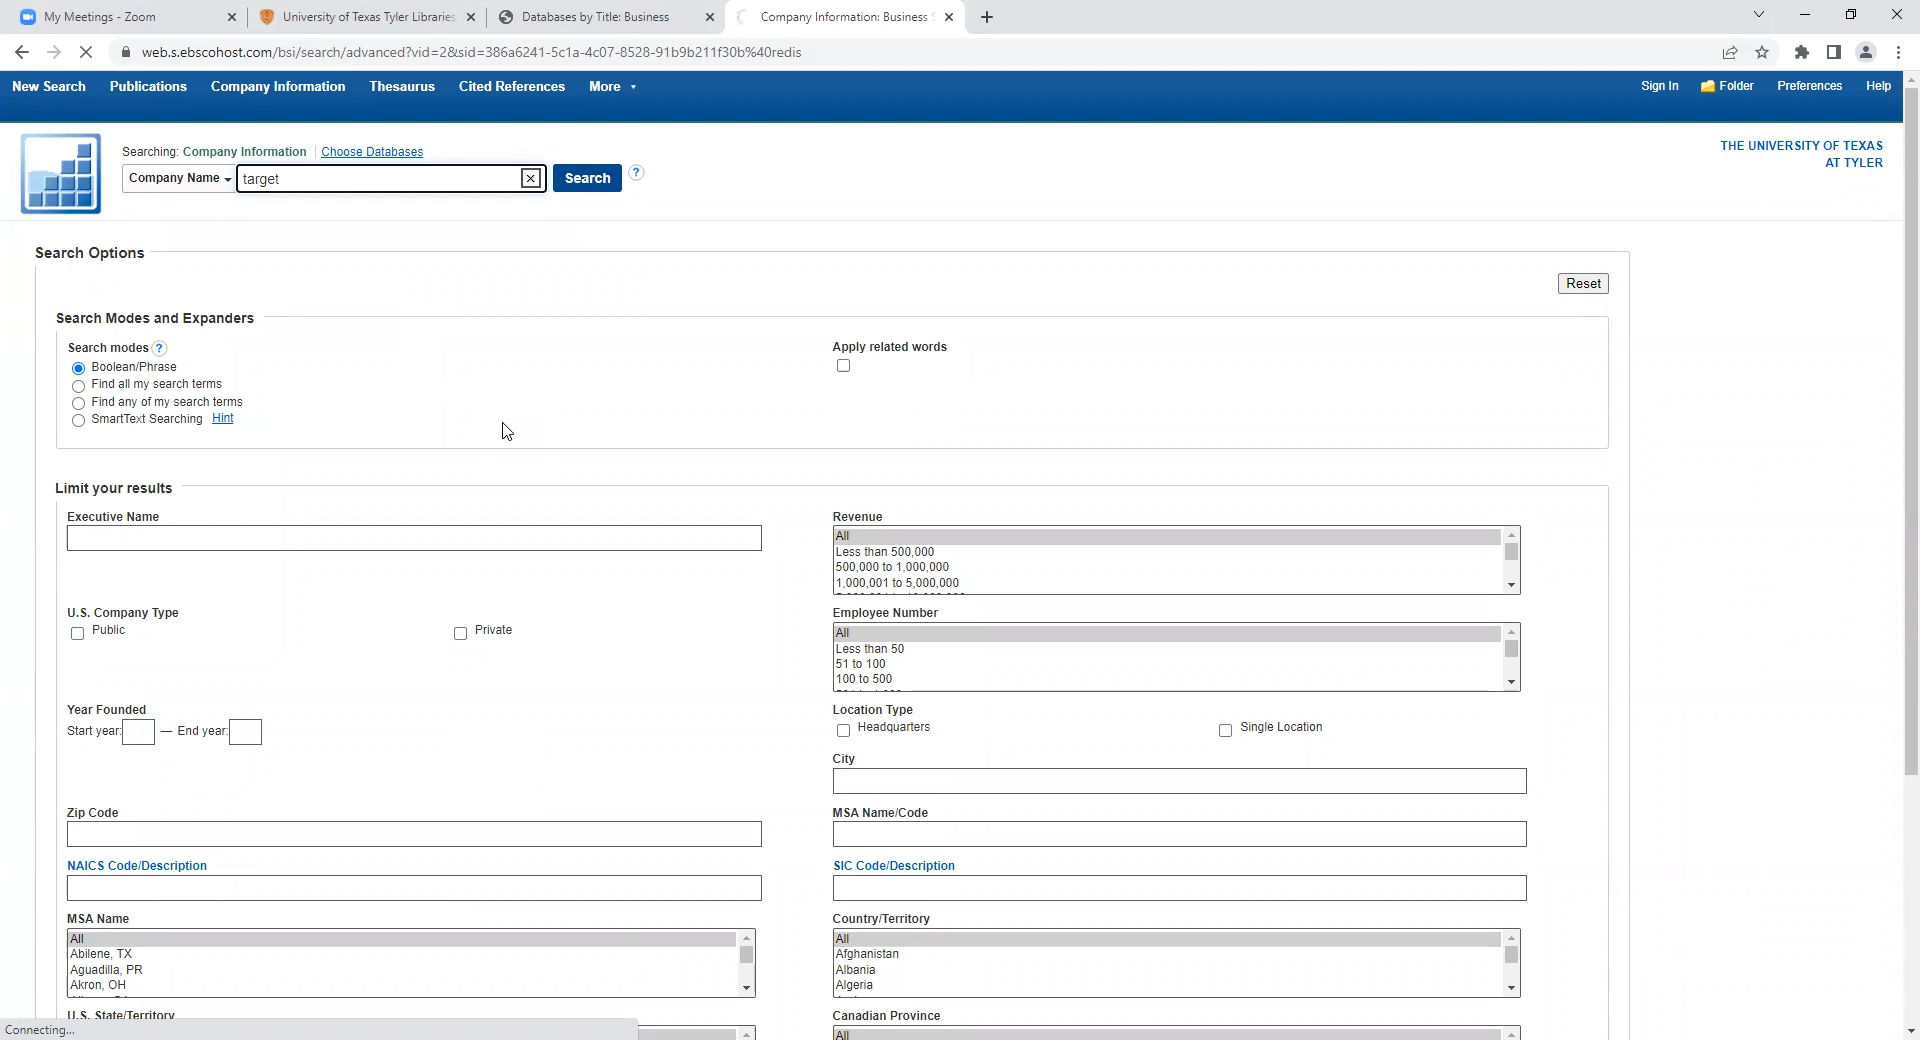 My Meetings - Zoom
University of Texas Tyler Libraries
Databases by Title: Business
Company Information: Business
web.s.ebscohost.com/bsi/search/advanced?vid=2&sid=386a6241-5c1a-4c07-8528-91b9b211f30b%40redis
New Search Publications Company Information Thesaurus Cited References More
Sign In Folder Preferences Help
Searching: Company Information Choose Databases
THE UNIVERSITY OF TEXAS
AT TYLER
Company Name target Search ?
Search Options
Reset
Search Modes and Expanders
Search modes ?
Boolean/Phrase
Find all my search terms
Find any of my search terms
SmartText Searching Hint
Apply related words
Limit your results
Executive Name
Revenue
All
Less than 500,000
500,000 to 1,000,000
1,000,001 to 5,000,000
U.S. Company Type
Public Private
Employee Number
All
Less than 50
51 to 100
100 to 500
Year Founded
Start year: — End year:
Location Type
Headquarters Single Location
City
Zip Code
MSA Name/Code
NAICS Code/Description
SIC Code/Description
MSA Name
All
Abilene, TX
Aguadilla, PR
Akron, OH
Country/Territory
All
Afghanistan
Albania
Algeria
U.S. State/Territory
Canadian Province
All
Connecting...